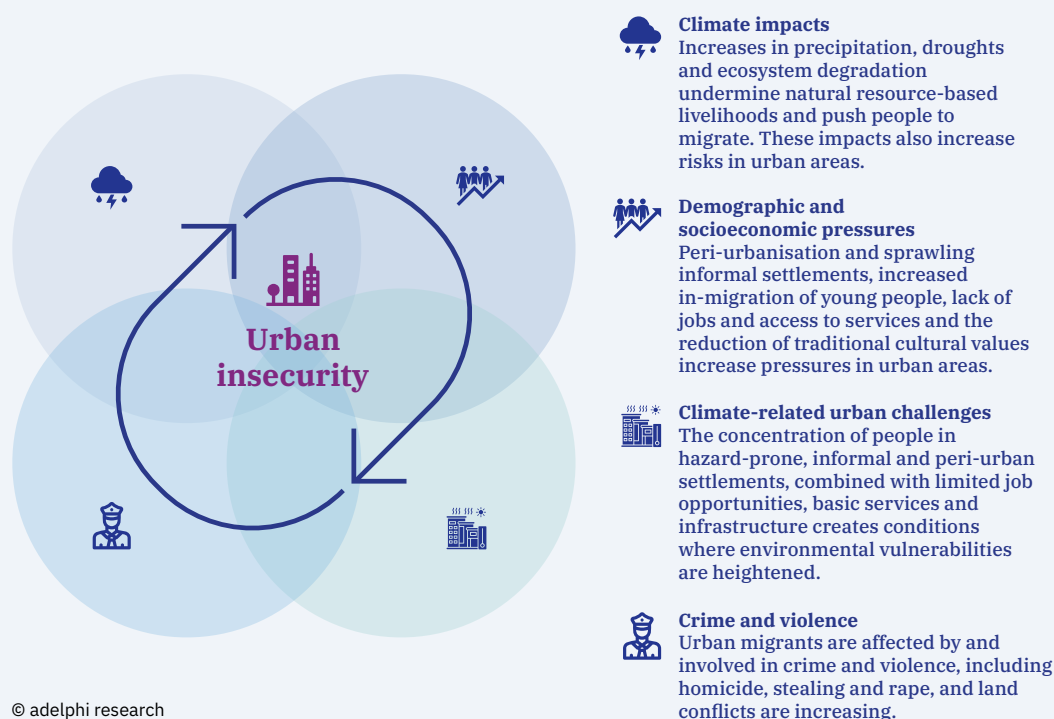 Urban
insecurity
Climate impacts
Increases in precipitation, droughts
and ecosystem degradation
undermine natural resource-based
livelihoods and push people to
migrate. These impacts also increase
risks in urban areas.
Demographic and
socioeconomic pressures
Peri-urbanisation and sprawling
informal settlements, increased
in-migration of young people, lack of
jobs and access to services and the
reduction of traditional cultural values
increase pressures in urban areas.
Climate-related urban challenges
The concentration of people in
hazard-prone, informal and peri-urban
settlements, combined with limited job
opportunities, basic services and
infrastructure creates conditions
where environmental vulnerabilities
are heightened.
Crime and violence
Urban migrants are affected by and
involved in crime and violence, including
homicide, stealing and rape, and land
conflicts are increasing.
© adelphi research